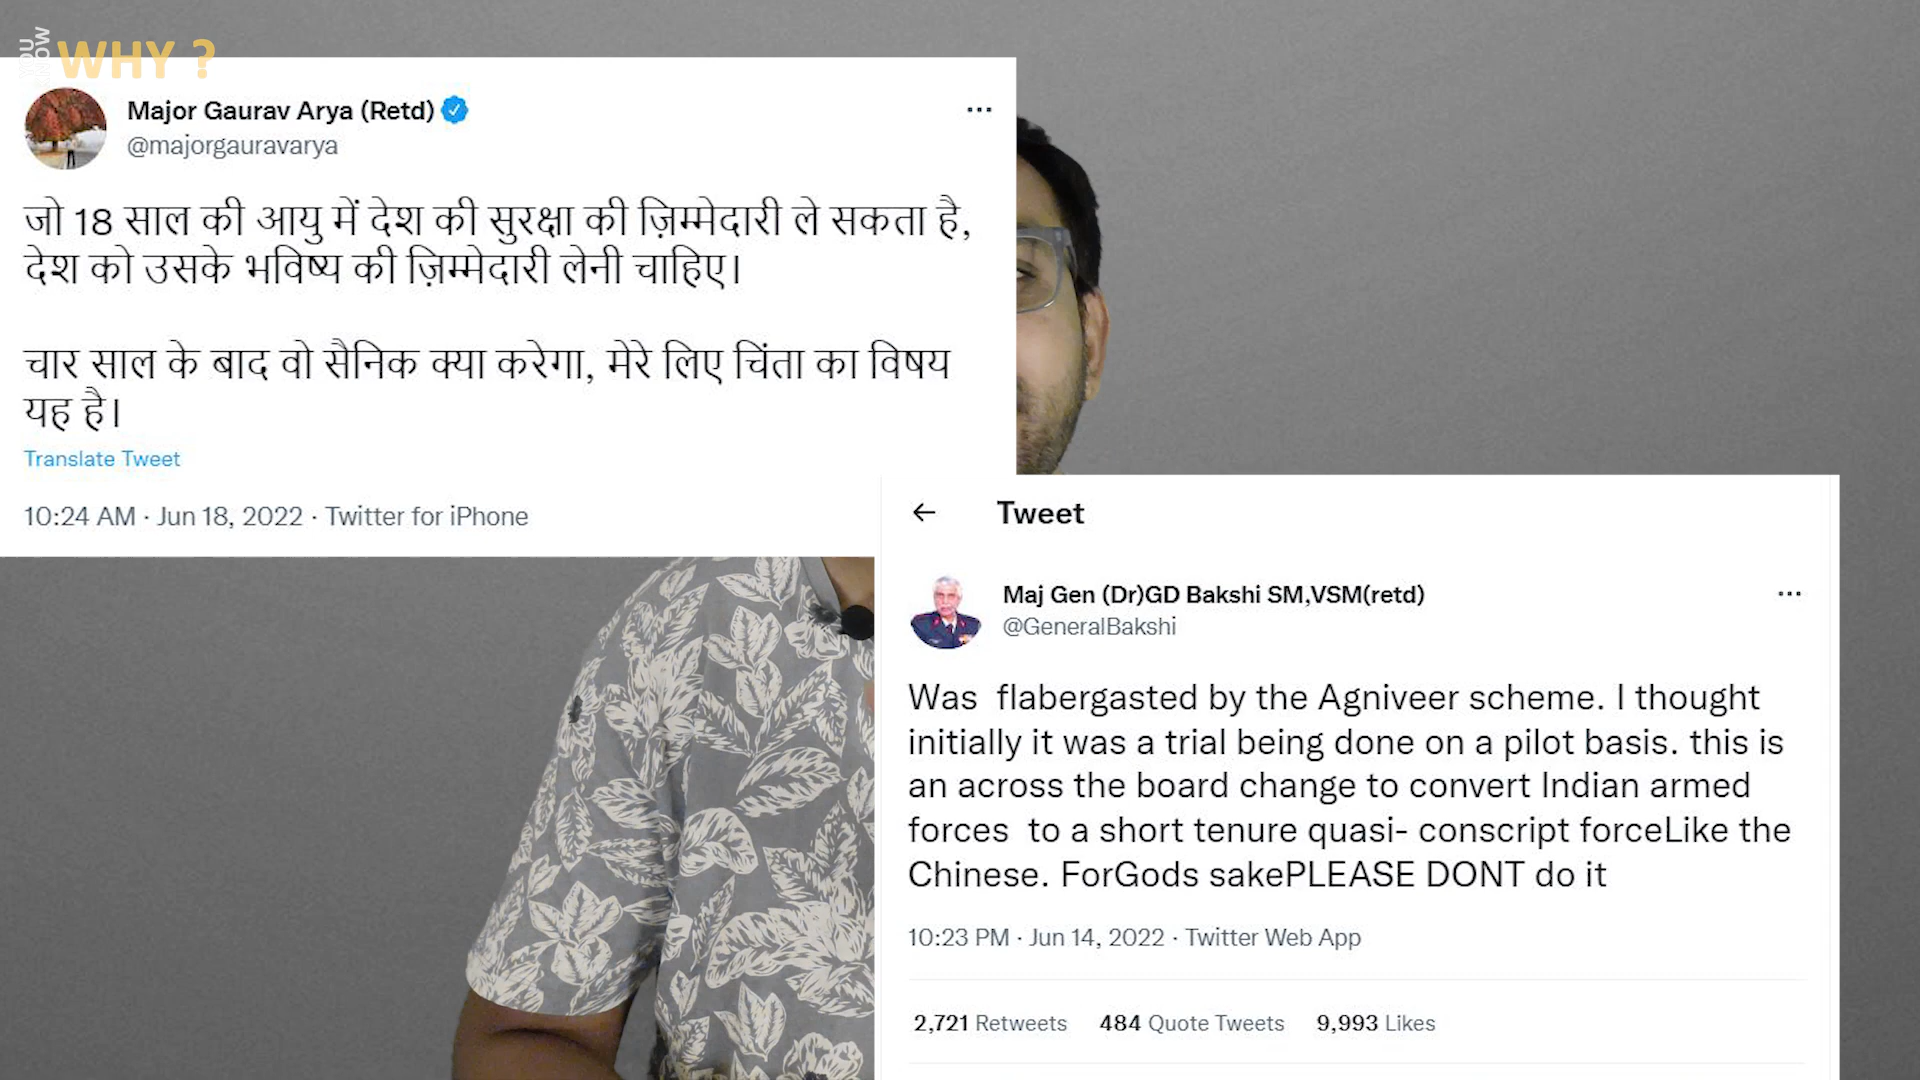 YOU
KNOW
WHY ?
Major Gaurav Arya (Retd)
@majorgauravarya
जो 18 साल की आयु में देश की सुरक्षा की ज़िम्मेदारी ले सकता है,
देश को उसके भविष्य की ज़िम्मेदारी लेनी चाहिए।
चार साल के बाद वो सैनिक क्या करेगा, मेरे लिए चिंता का विषय
यह है।
Translate Tweet
10:24 AM · Jun 18, 2022 · Twitter for iPhone
Tweet
Maj Gen (Dr)GD Bakshi SM,VSM(retd)
@GeneralBakshi
Was flabergasted by the Agniveer scheme. I thought
initially it was a trial being done on a pilot basis. this is
an across the board change to convert Indian armed
forces to a short tenure quasi- conscript forceLike the
Chinese. ForGods sakePLEASE DONT do it
10:23 PM · Jun 14, 2022 · Twitter Web App
2,721 Retweets 484 Quote Tweets 9,993 Likes